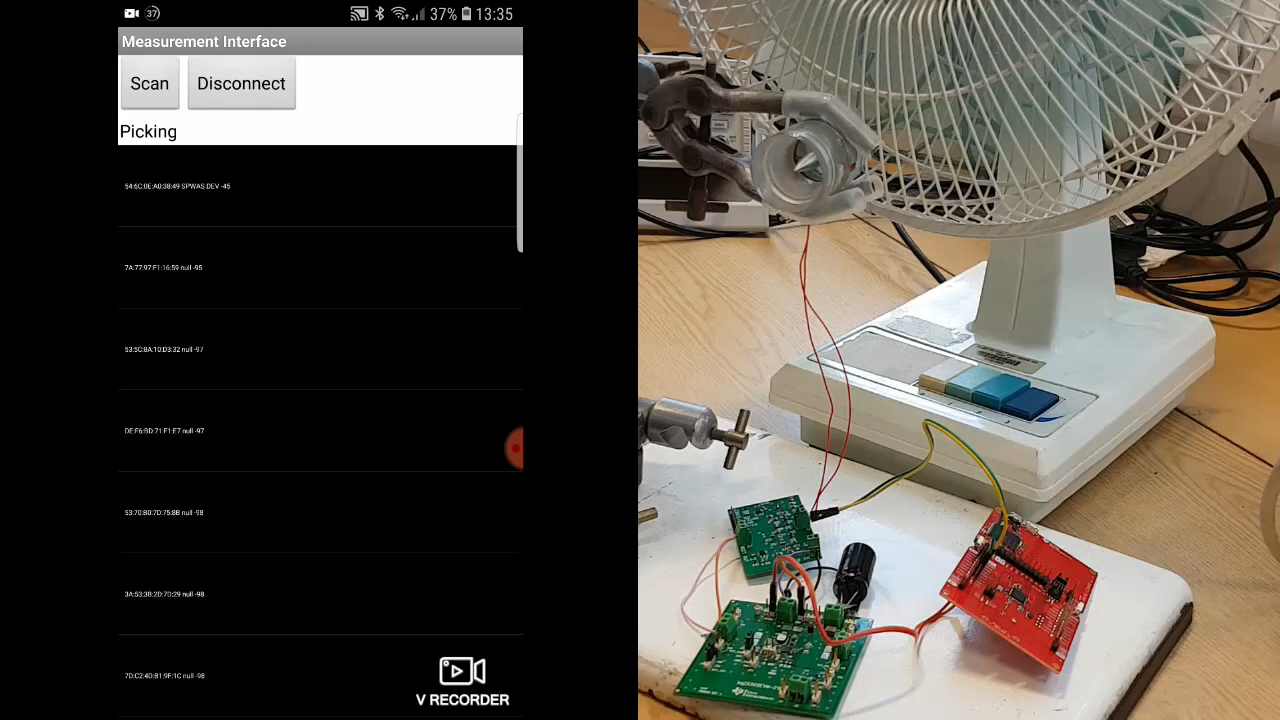 37 37% 13:35
Measurement Interface
Scan Disconnect
Picking
54:6C:0E:A0:38:49 SPWAS DEV -45
7A:77:97:F1:16:59 null -95
53:5C:8A:10:D3:32 null -97
DE:F6:BD:71:F1:E7 null -97
53:70:B0:7D:75:8B null -98
3A:53:3B:2D:7D:29 null -98
7D:C2:4D:B1:9F:1C null -98
V RECORDER